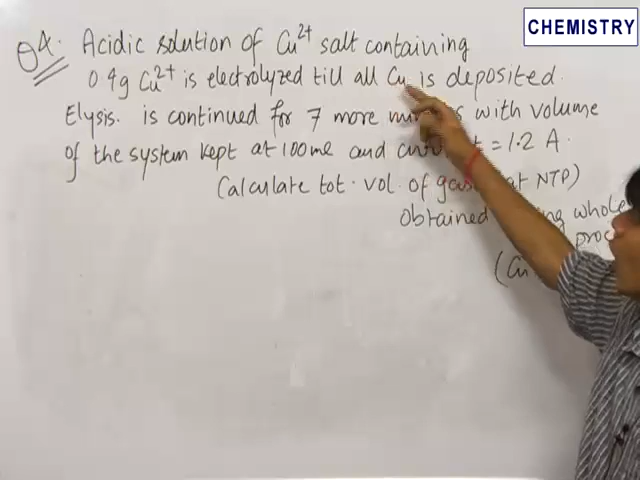 CHEMISTRY
Q4. Acidic solution of Cu²⁺ salt containing
0.4g Cu²⁺ is electrolyzed till all Cu is deposited.
Elysis. is continued for 7 more with volume
of the system kept at 100ml and = 1.2 A.
(Calculate tot. vol. of at NTP)
Obtained whole
(Cu